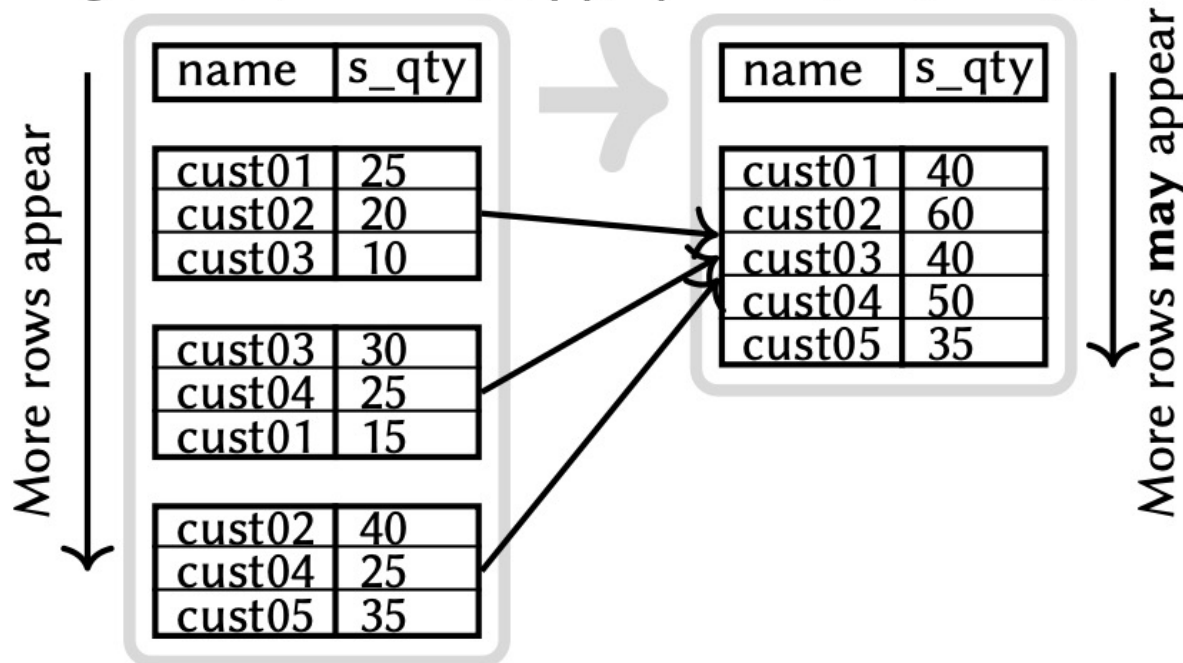 More rows appear
name s_qty
cust01 25
cust02 20
cust03 10
cust03 30
cust04 25
cust01 15
cust02 40
cust04 25
cust05 35
name s_qty
cust01 40
cust02 60
cust03 40
cust04 50
cust05 35
More rows may appear